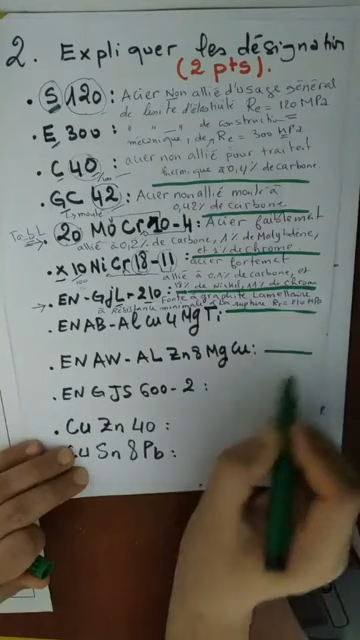 2. Expliquer les désignation
(2 pts).
. S 120 : Acier Non allié d'usage général
de limite d'élasticité Re = 120 MPa
. E 300 : " " " de construction
mécanique, de Re = 300 MPa
. C 40 : acier non allié pour traitet
thermique à 0,4% de carbone
. GC 42 : Acier non allié moulé à
0,42% de carbone
20 Mo Cr 10-4 : Acier faiblement
allié à 0,2% de carbone, 1% de Molybdène,
et 1% de chrome
. X 10 Ni Cr 18-11 : acier fortement
allié à 0.1% de carbone, et
18% de Nickel, 11% de chrom
. EN-GJL-210 : Fonte à graphite Lamellaire
à Résistance minimale à la rupture Rr = 210 MPa
. EN AB-Al Cu 4 Mg Ti
. EN AW-AL Zn 8 Mg Cu :
. EN GJS 600-2 :
. Cu Zn 40 :
. Cu Sn 8 Pb :